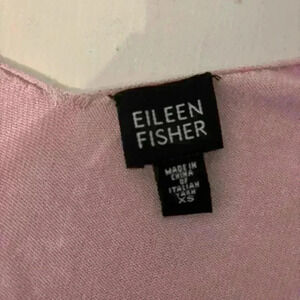 EILEEN
FISHER
MADE IN
CHINA
OF
ITALIAN
YARN
XS